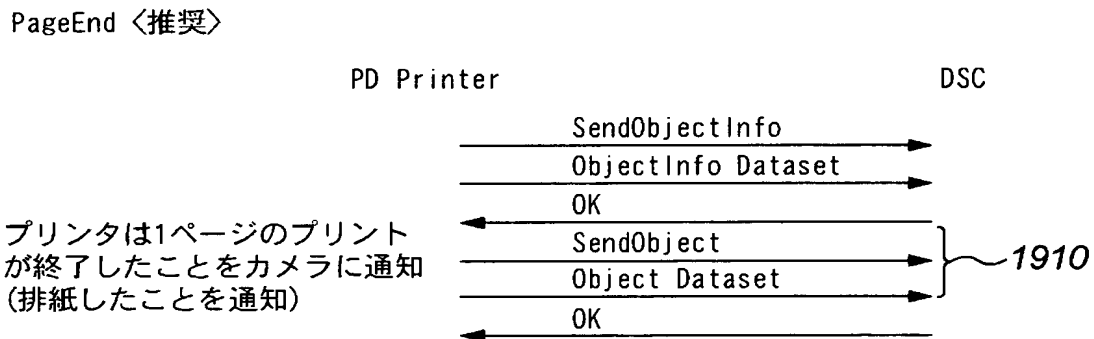 PageEnd〈推奨〉
PD Printer
DSC
SendObjectInfo
ObjectInfo Dataset
OK
プリンタは1ページのプリント
が終了したことをカメラに通知
(排紙したことを通知)
SendObject
Object Dataset
1910
OK